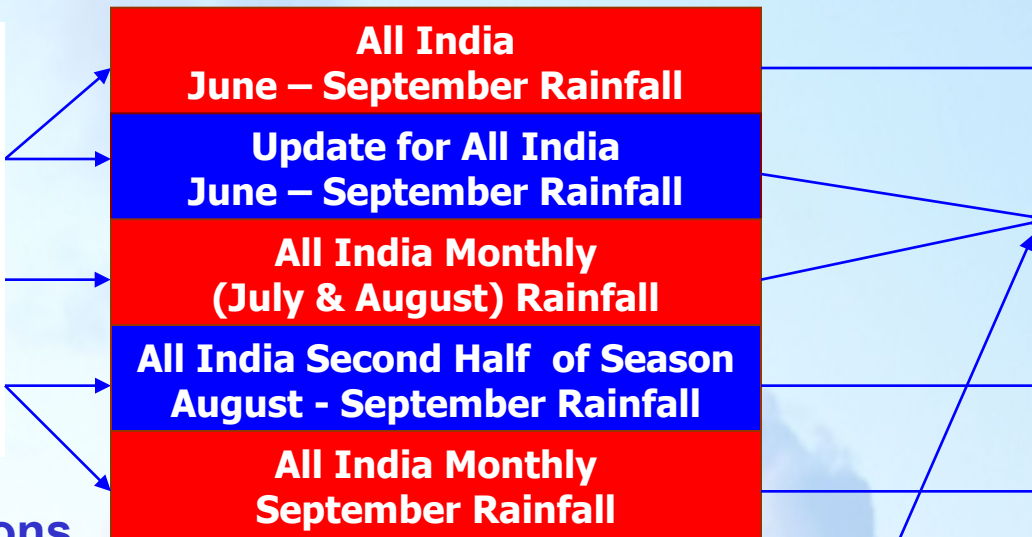 All India
June – September Rainfall
Update for All India
June – September Rainfall
All India Monthly
(July & August) Rainfall
All India Second Half  of Season
August - September Rainfall
All India Monthly
September Rainfall
ons